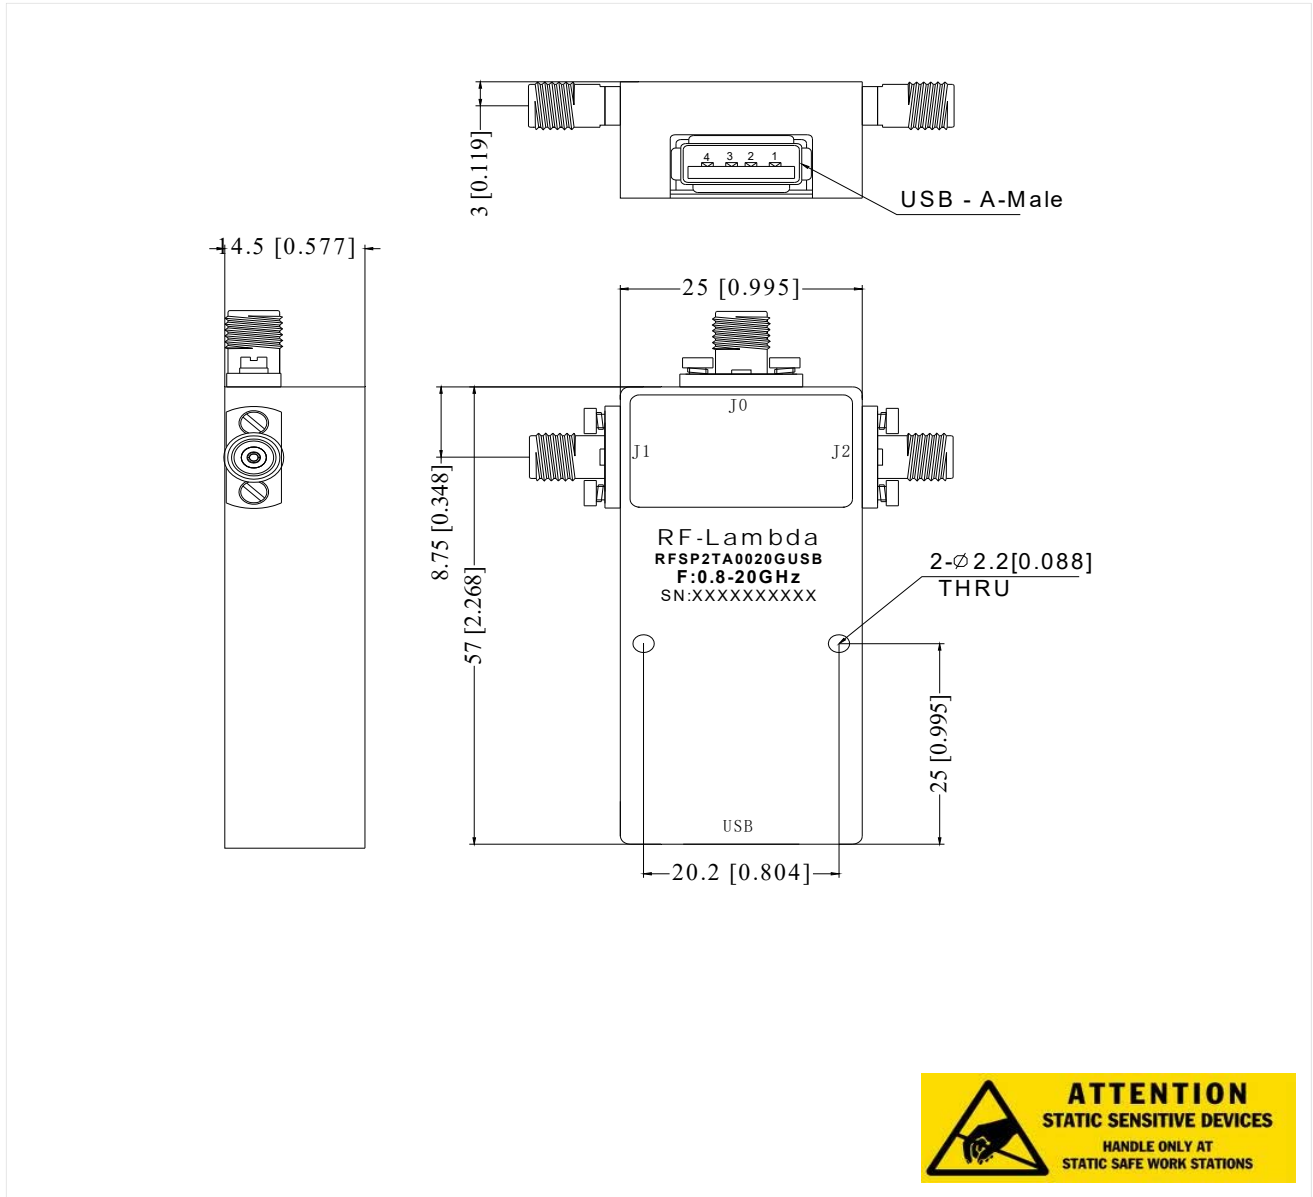 3 [0.119]
4 3 2 1
USB - A-Male
14.5 [0.577]
25 [0.995]
J0
J1
J2
8.75 [0.348]
57 [2.268]
RF-Lambda
RFSP2TA0020GUSB
F:0.8-20GHz
SN:XXXXXXXXXX
2-⌀2.2[0.088]
THRU
25 [0.995]
USB
20.2 [0.804]
ATTENTION
STATIC SENSITIVE DEVICES
HANDLE ONLY AT
STATIC SAFE WORK STATIONS